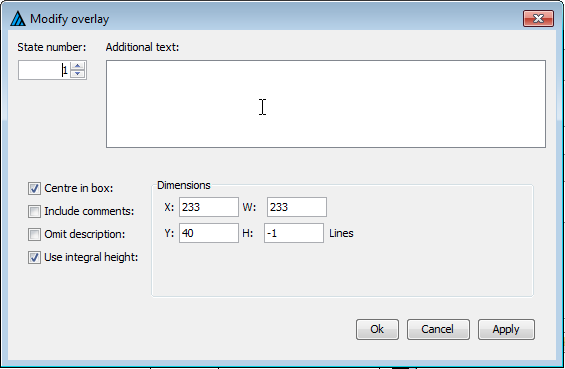 Modify overlay
State number: Additional text:
1
Centre in box:
Include comments:
Omit description:
Use integral height:
Dimensions
X: 233 W: 233
Y: 40 H: -1 Lines
Ok Cancel Apply